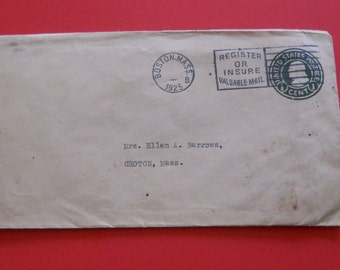 BOSTON, MASS.
1925
REGISTER
OR
INSURE
VALUABLE MAIL
UNITED STATES POSTAGE
CENT
Mrs. Ellen A. Barrows,
GROTON, Mass.